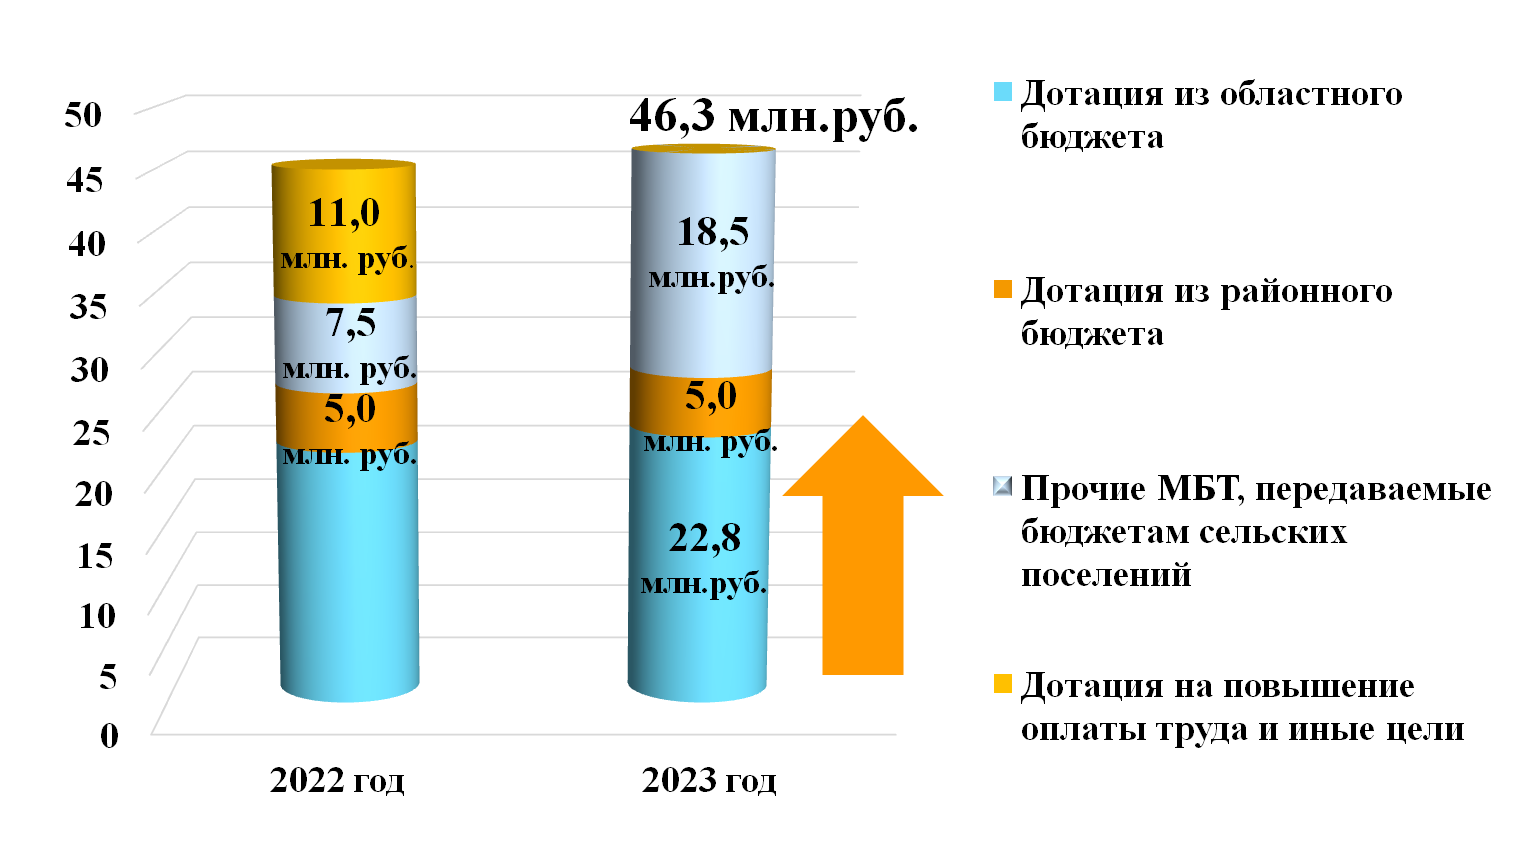 50
45
40
35
30
25
20
15
10
5
0
46,3 млн.руб.
11,0
млн. руб.
7,5
млн. руб.
5,0
млн. руб.
18,5
млн.руб.
5,0
млн. руб.
22,8
млн.руб.
2022 год
2023 год
Дотация из областного
бюджета
Дотация из районного
бюджета
Прочие МБТ, передаваемые
бюджетам сельских
поселений
Дотация на повышение
оплаты труда и иные цели